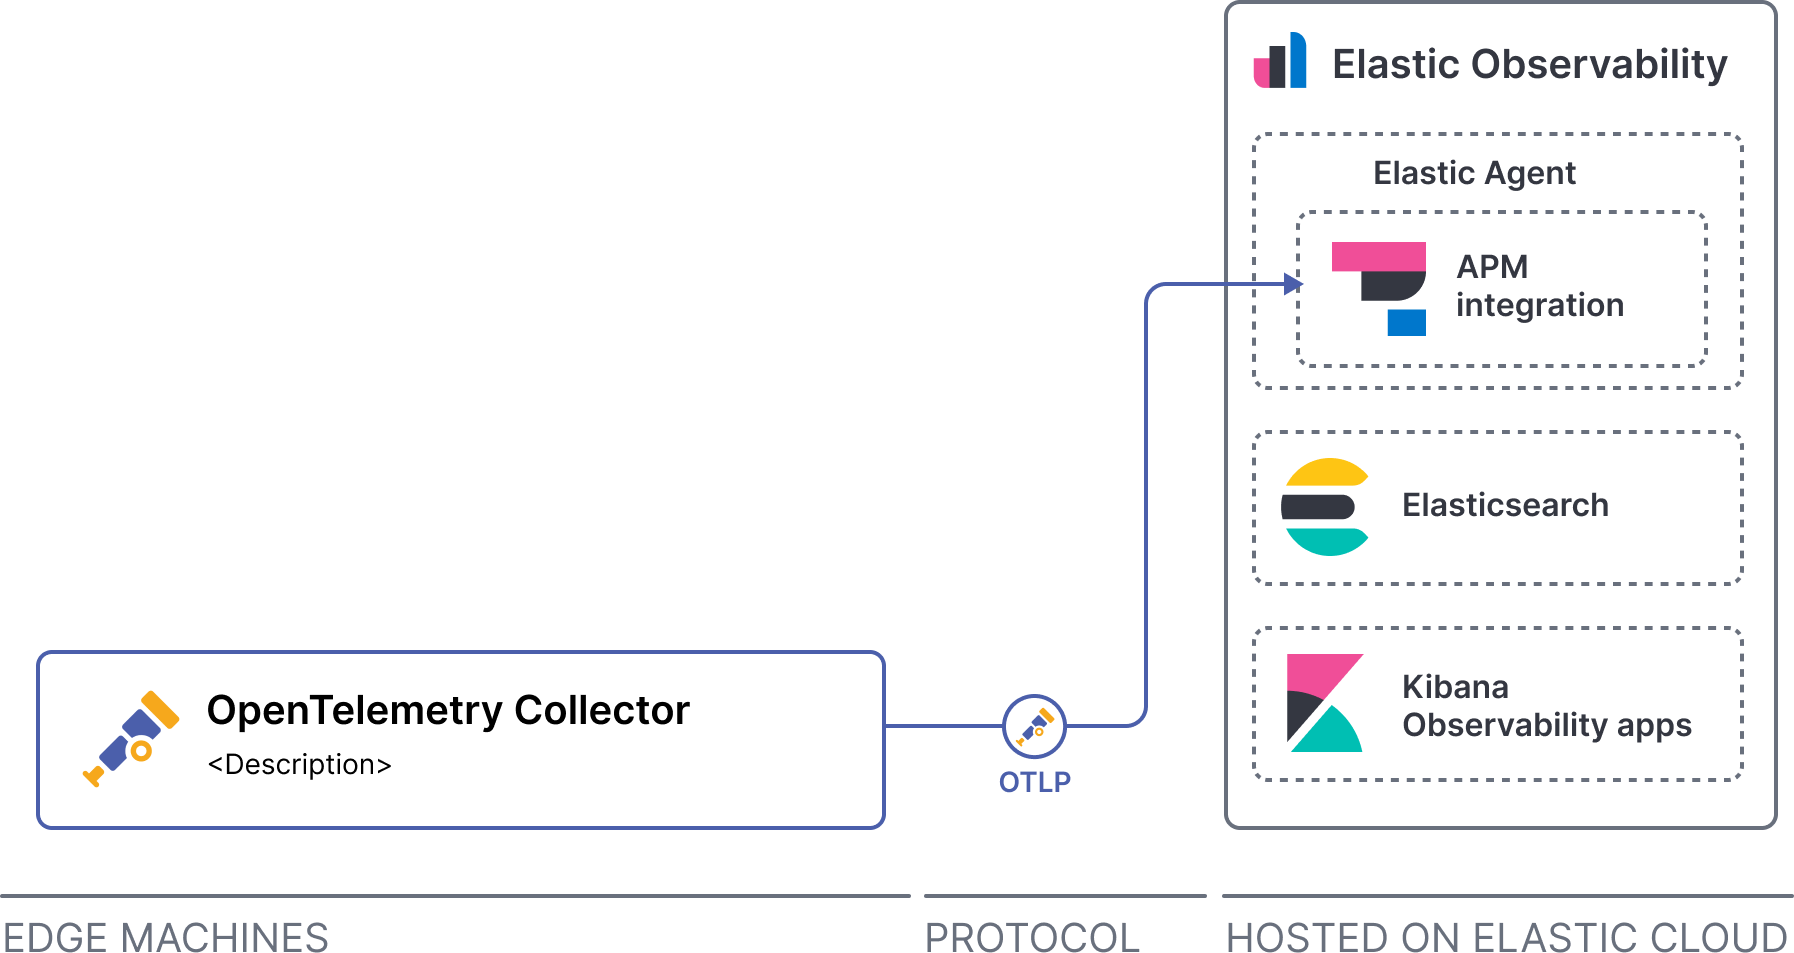 Elastic Observability
Elastic Agent
APM
integration
Elasticsearch
Kibana
Observability apps
OpenTelemetry Collector
<Description>
OTLP
EDGE MACHINES
PROTOCOL
HOSTED ON ELASTIC CLOUD